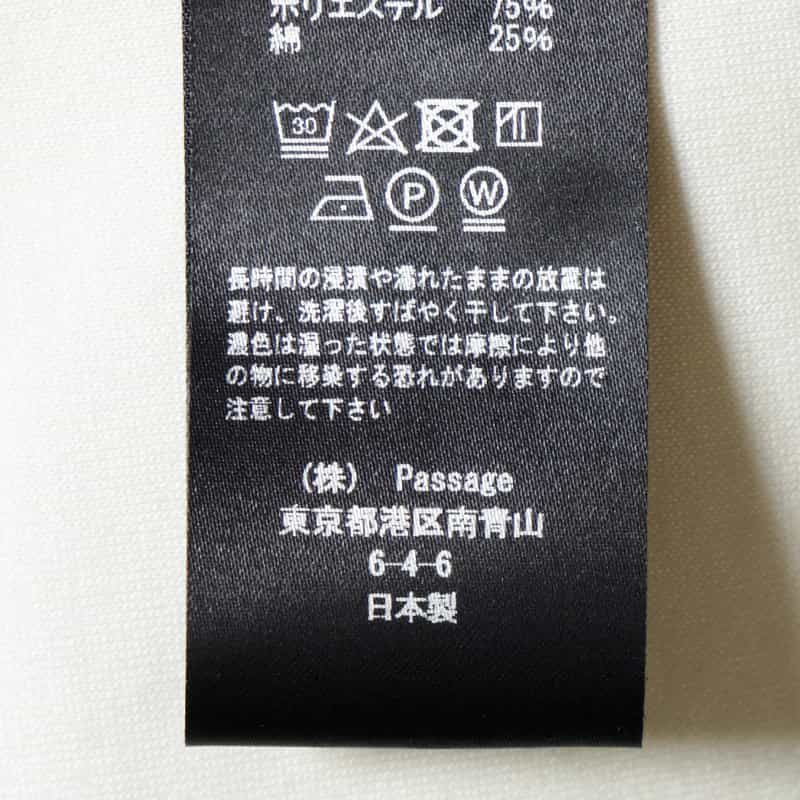 ポリエステル 75%
綿 25%
30
P W
長時間の浸漬や濡れたままの放置は
避け、洗濯後すばやく干して下さい。
濃色は湿った状態では摩擦により他
の物に移染する恐れがありますので
注意して下さい
(株) Passage
東京都港区南青山
6-4-6
日本製